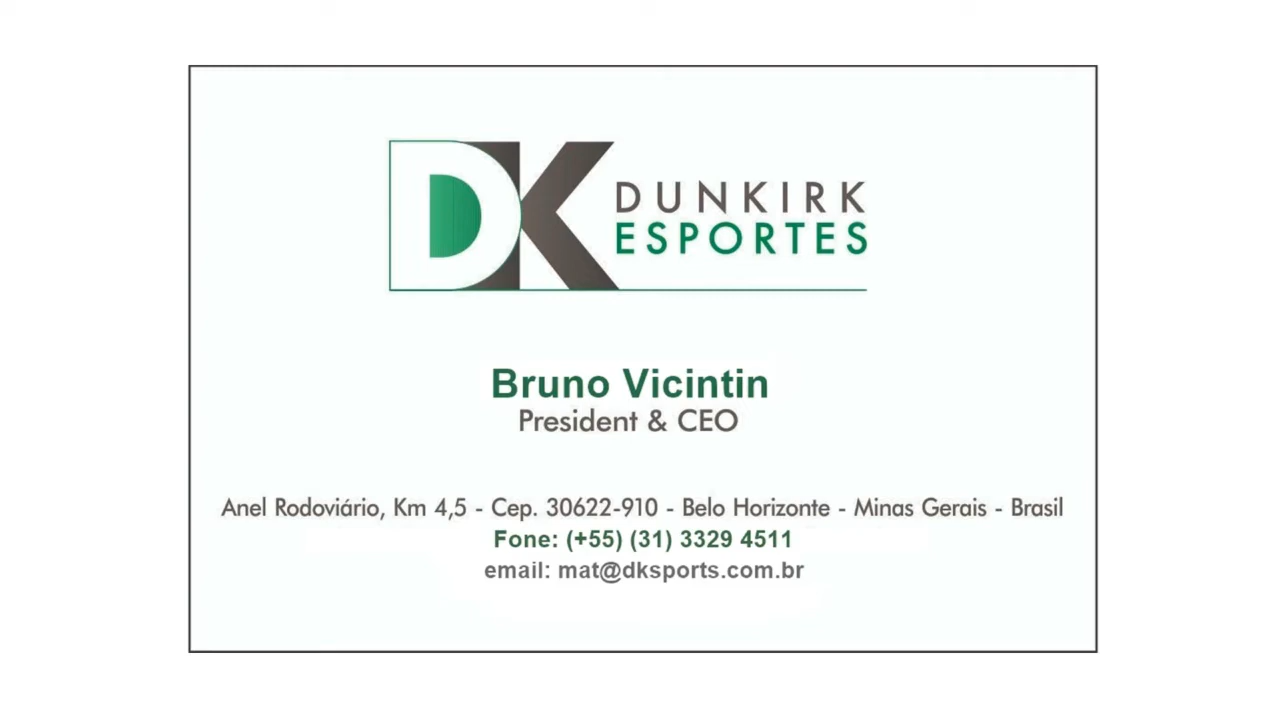 DK
DUNKIRK
ESPORTES
Bruno Vicintin
President & CEO
Anel Rodoviário, Km 4,5 - Cep. 30622-910 - Belo Horizonte - Minas Gerais - Brasil
Fone: (+55) (31) 3329 4511
email: mat@dksports.com.br